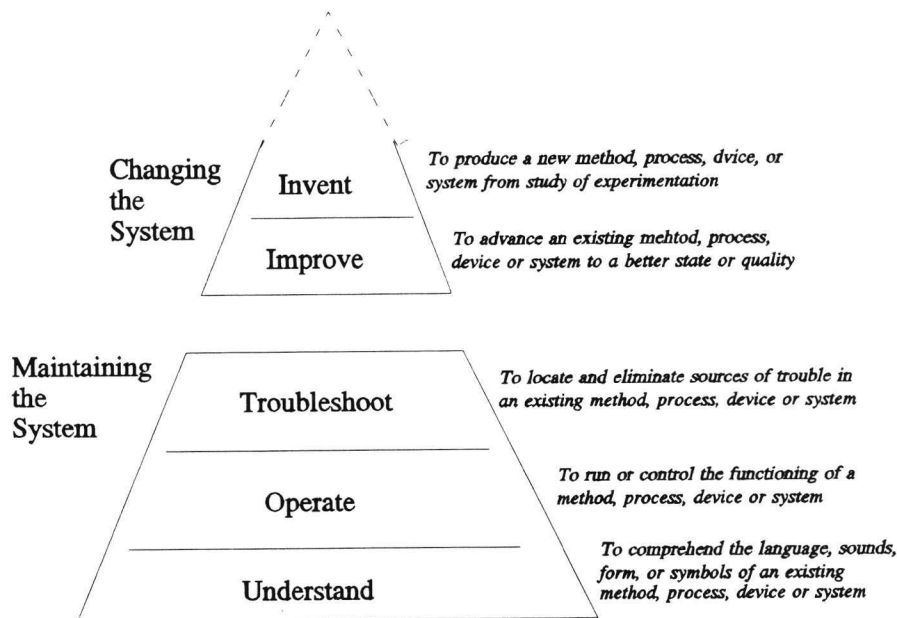 Changing
the
System
Invent
To produce a new method, process, dvice, or
system from study of experimentation
Improve
To advance an existing mehtod, process,
device or system to a better state or quality
Maintaining
the
System
Troubleshoot
To locate and eliminate sources of trouble in
an existing method, process, device or system
Operate
To run or control the functioning of a
method, process, device or system
Understand
To comprehend the language, sounds,
form, or symbols of an existing
method, process, device or system